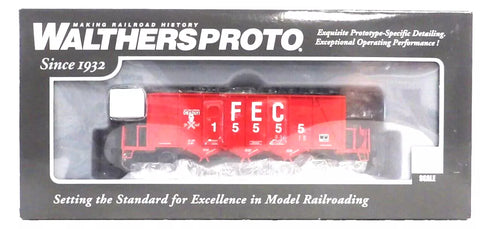 MAKING RAILROAD HISTORY
WALTHERSPROTO.
Since 1932
Exquisite Prototype-Specific Detailing.
Exceptional Operating Performance !
FEC
15555
Setting the Standard for Excellence in Model Railroading
SCALE